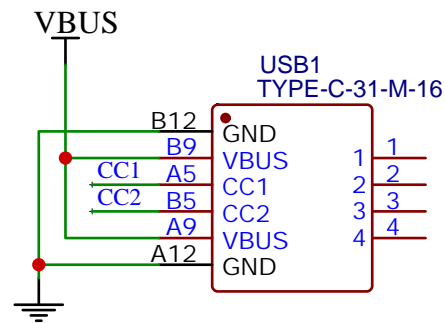 VBUS
USB1
TYPE-C-31-M-16
B12 GND
B9 VBUS 1 1
CC1 A5 CC1 2 2
CC2 B5 CC2 3 3
A9 VBUS 4 4
A12 GND